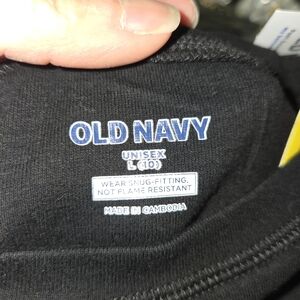 OLD NAVY
UNISEX
L (10)
WEAR SNUG-FITTING,
NOT FLAME RESISTANT
MADE IN CAMBODIA